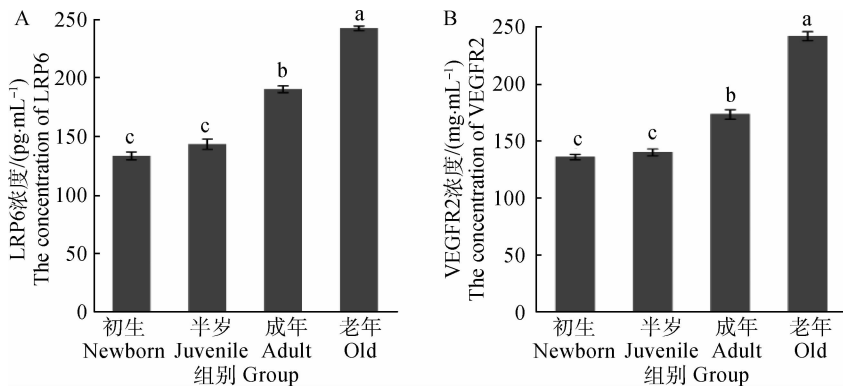 A
LRP6浓度/(pg·mL⁻¹)
The concentration of LRP6
250
200
150
100
50
0
c
c
b
a
初生
半岁
成年
老年
Newborn
Juvenile
Adult
Old
组别 Group
B
VEGFR2浓度/(mg·mL⁻¹)
The concentration of VEGFR2
250
200
150
100
50
0
c
c
b
a
初生
半岁
成年
老年
Newborn
Juvenile
Adult
Old
组别 Group